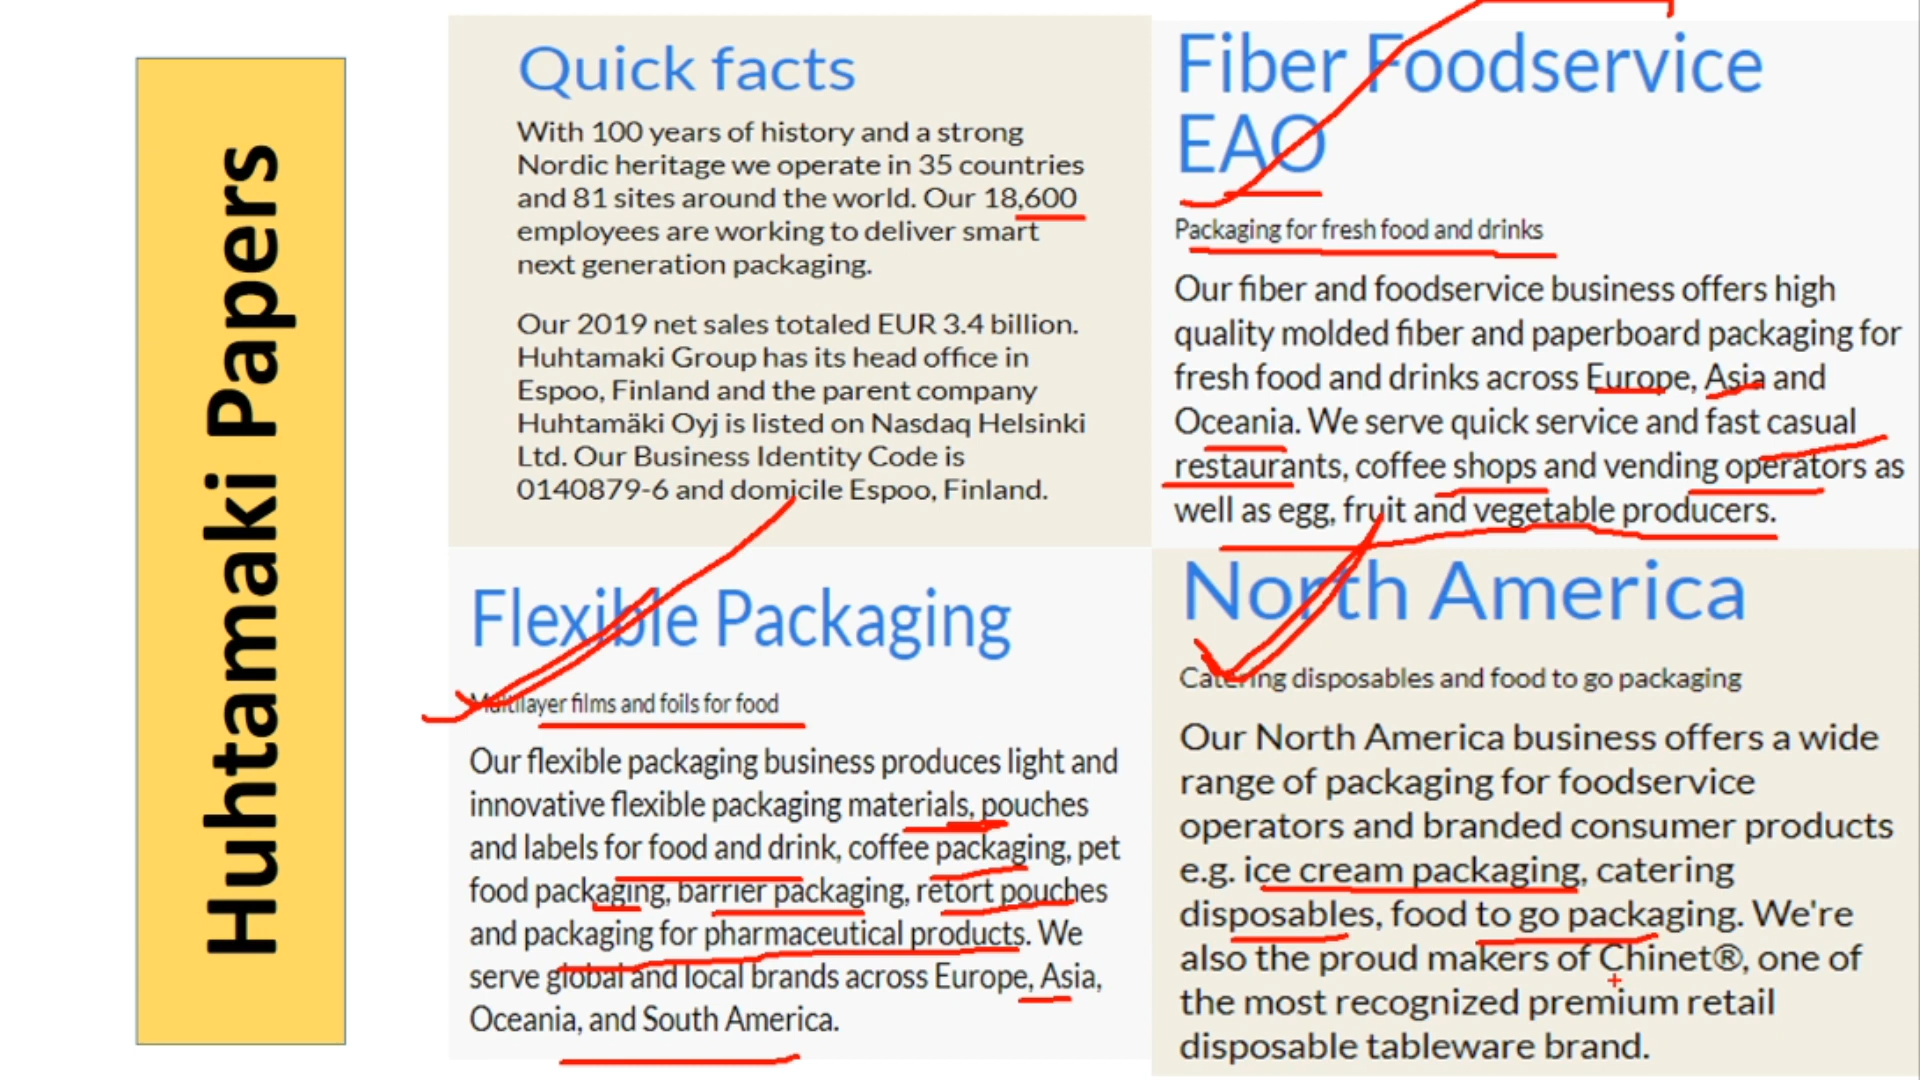 Huhtamaki Papers
Quick facts
With 100 years of history and a strong
Nordic heritage we operate in 35 countries
and 81 sites around the world. Our 18,600
employees are working to deliver smart
next generation packaging.
Our 2019 net sales totaled EUR 3.4 billion.
Huhtamaki Group has its head office in
Espoo, Finland and the parent company
Huhtamäki Oyj is listed on Nasdaq Helsinki
Ltd. Our Business Identity Code is
0140879-6 and domicile Espoo, Finland.
Fiber Foodservice
EAO
Packaging for fresh food and drinks
Our fiber and foodservice business offers high
quality molded fiber and paperboard packaging for
fresh food and drinks across Europe, Asia and
Oceania. We serve quick service and fast casual
restaurants, coffee shops and vending operators as
well as egg, fruit and vegetable producers.
Flexible Packaging
Multilayer films and foils for food
Our flexible packaging business produces light and
innovative flexible packaging materials, pouches
and labels for food and drink, coffee packaging, pet
food packaging, barrier packaging, retort pouches
and packaging for pharmaceutical products. We
serve global and local brands across Europe, Asia,
Oceania, and South America.
North America
Catering disposables and food to go packaging
Our North America business offers a wide
range of packaging for foodservice
operators and branded consumer products
e.g. ice cream packaging, catering
disposables, food to go packaging. We're
also the proud makers of Chinet®, one of
the most recognized premium retail
disposable tableware brand.